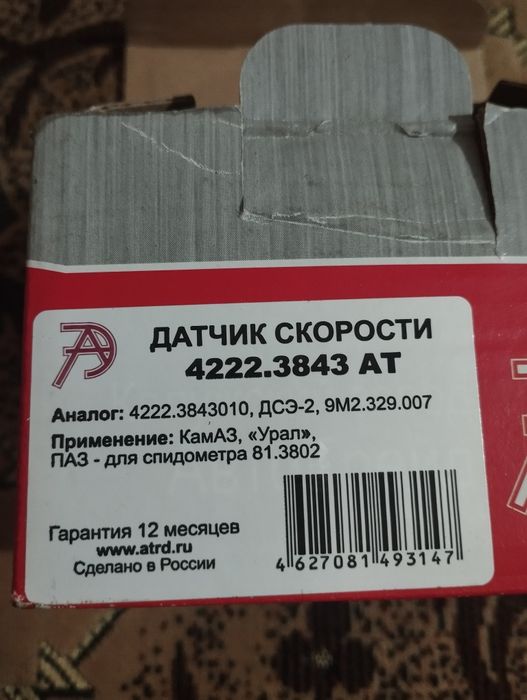 ДАТЧИК СКОРОСТИ
4222.3843 АТ
Аналог: 4222.3843010, ДСЭ-2, 9М2.329.007
Применение: КамАЗ, «Урал»,
ПАЗ - для спидометра 81.3802
Гарантия 12 месяцев
www.atrd.ru
Сделано в России
4 627081 493147